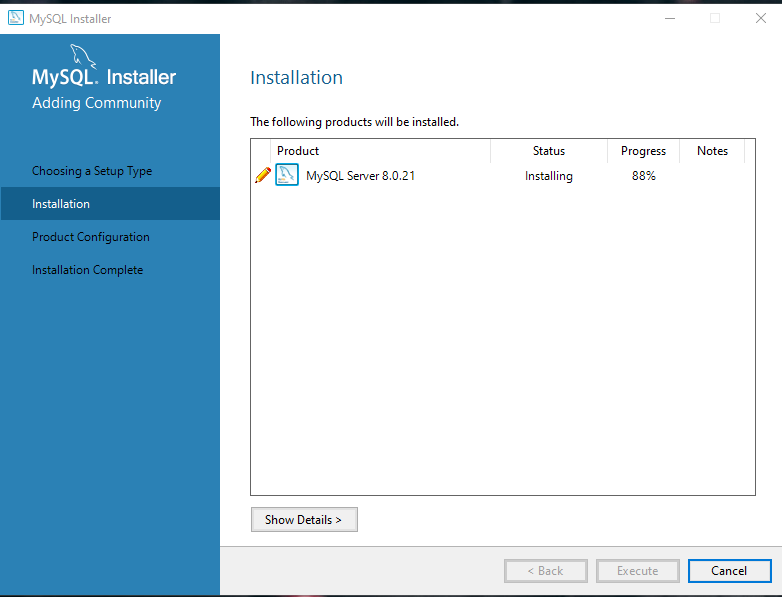 MySQL Installer
MySQL. Installer
Adding Community
Choosing a Setup Type
Installation
Product Configuration
Installation Complete
Installation
The following products will be installed.
Product Status Progress Notes
MySQL Server 8.0.21 Installing 88%
Show Details >
< Back Execute Cancel